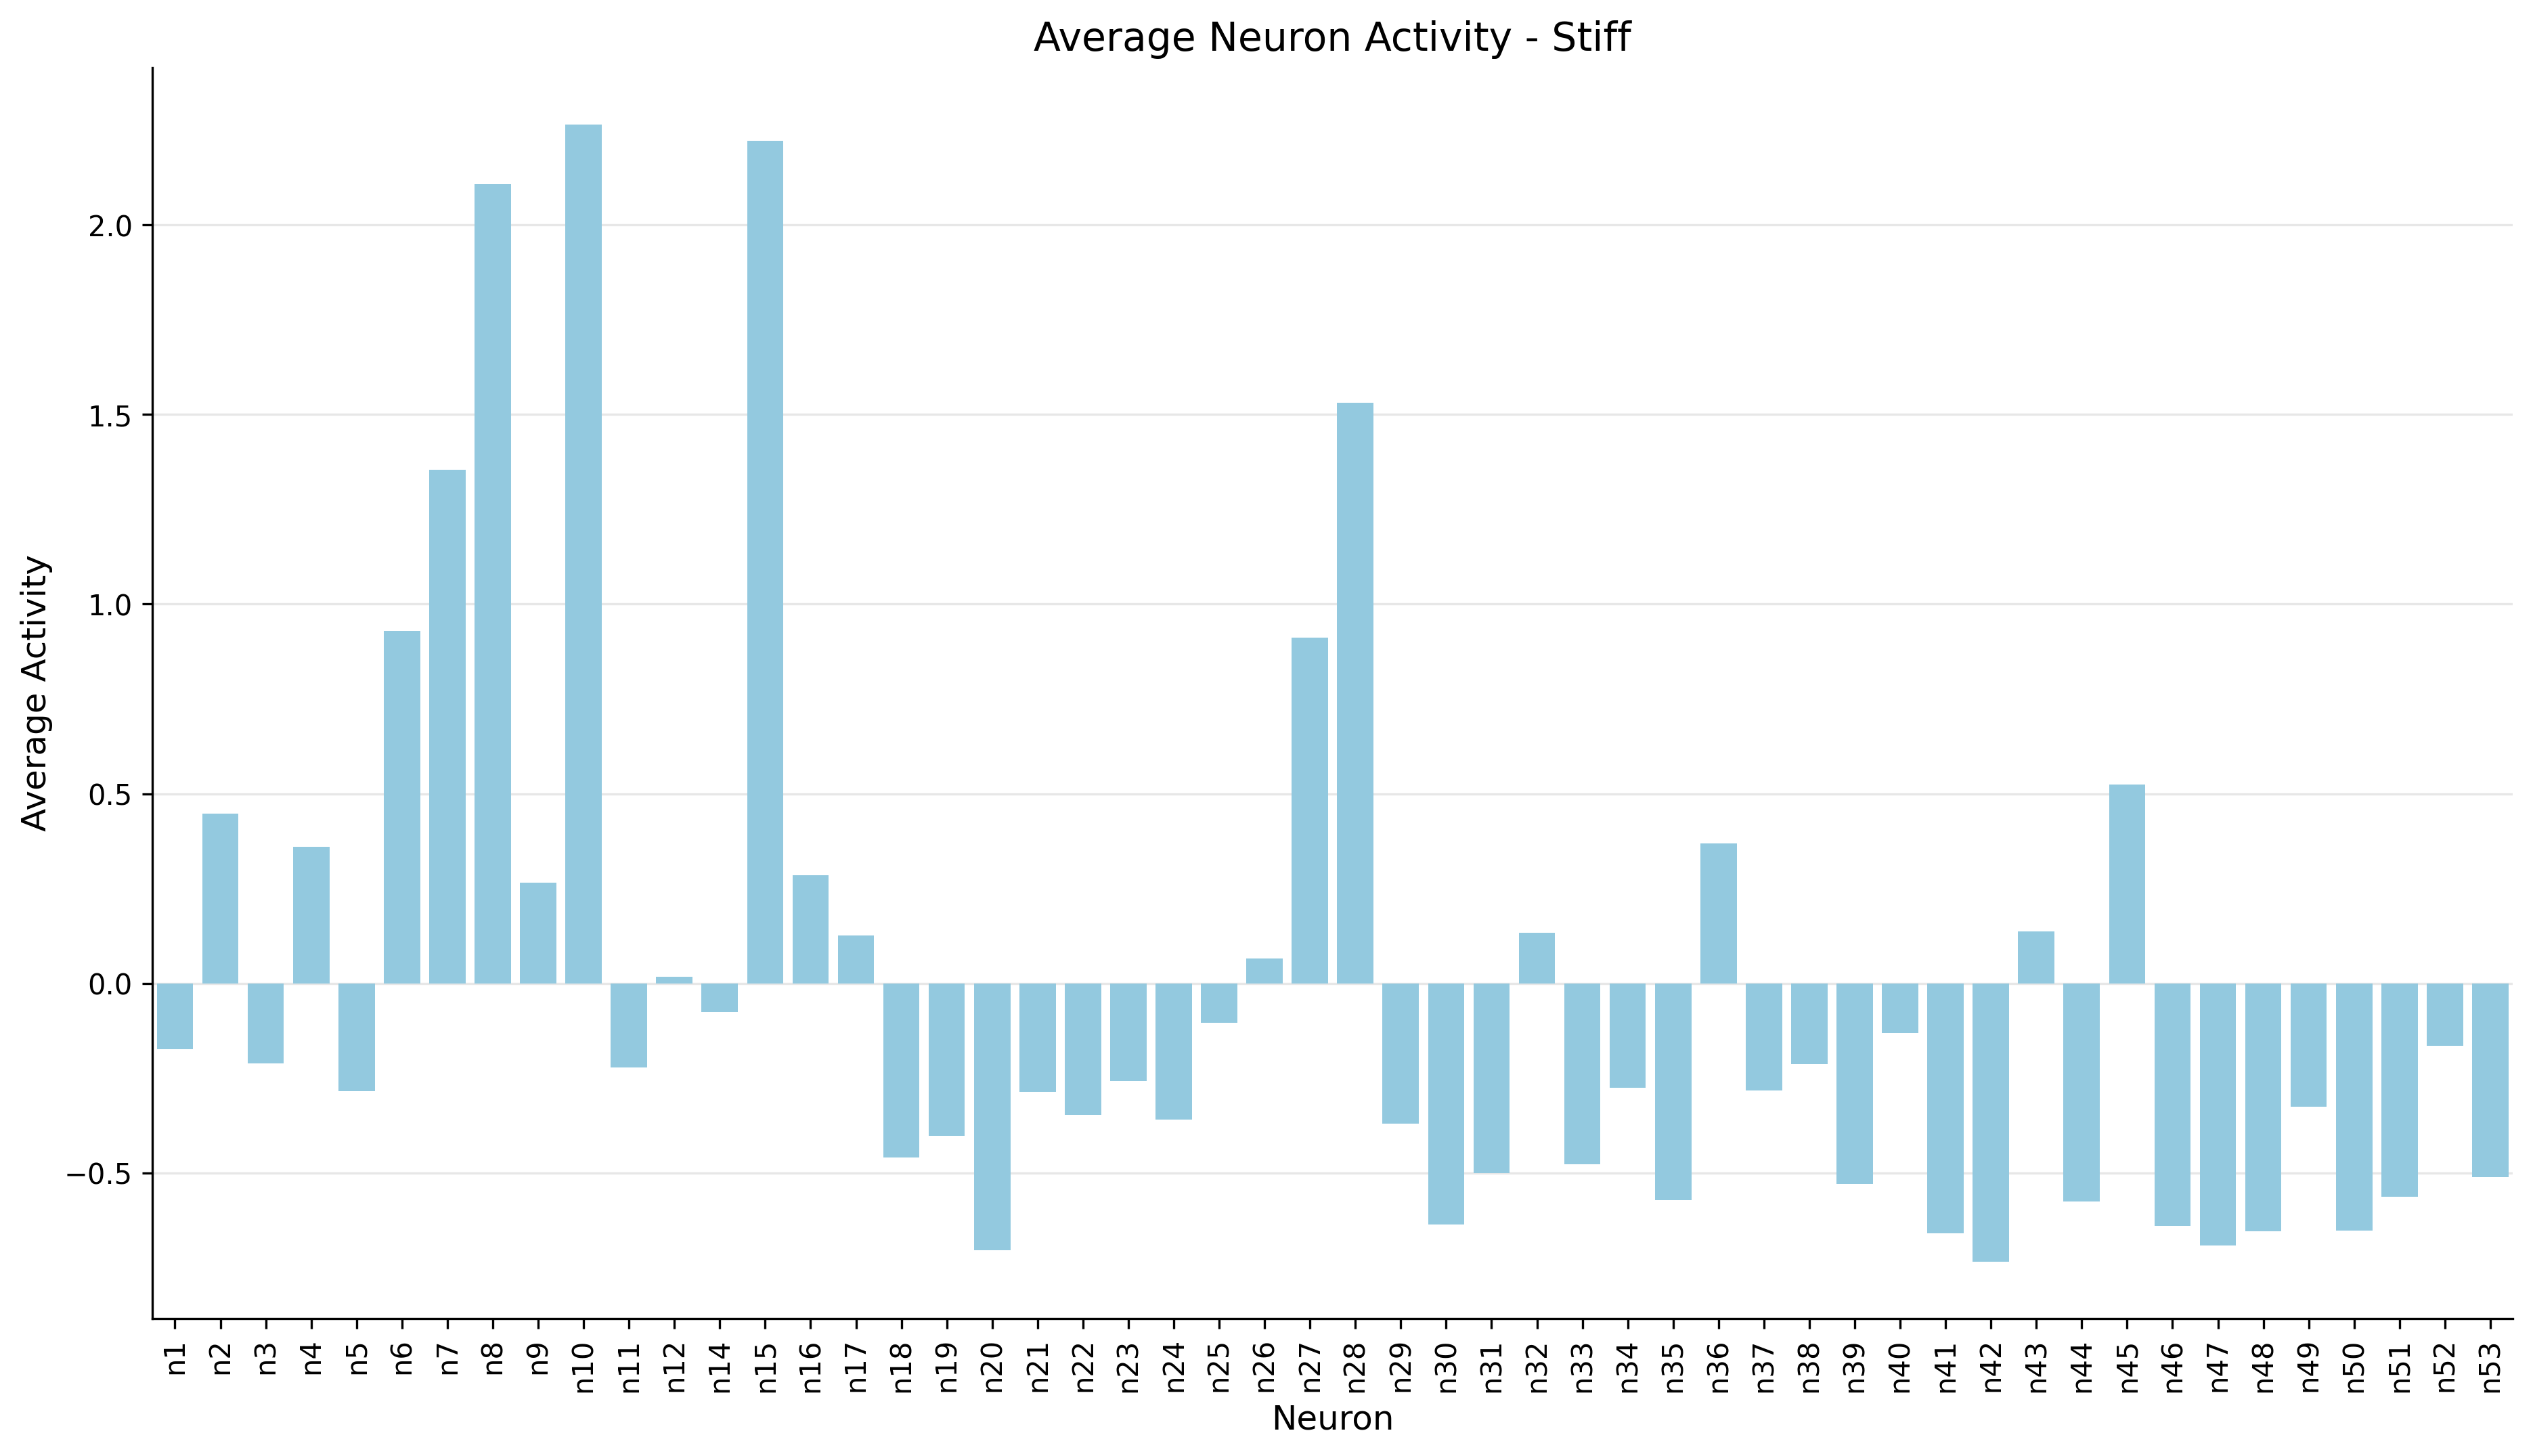 Average Neuron Activity - Stiff
Average Activity
2.0
1.5
1.0
0.5
0.0
−0.5
n1 n2 n3 n4 n5 n6 n7 n8 n9 n10 n11 n12 n14 n15 n16 n17 n18 n19 n20 n21 n22 n23 n24 n25 n26 n27 n28 n29 n30 n31 n32 n33 n34 n35 n36 n37 n38 n39 n40 n41 n42 n43 n44 n45 n46 n47 n48 n49 n50 n51 n52 n53
Neuron